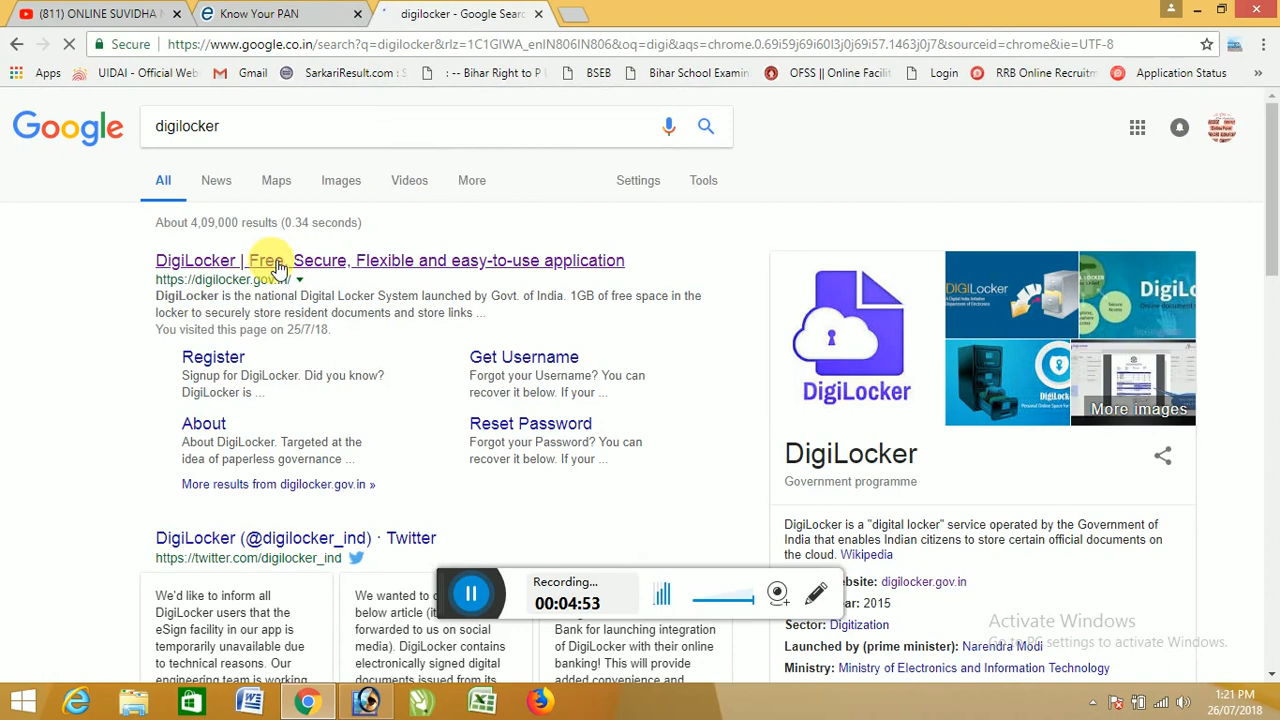 (811) ONLINE SUVIDHA
Know Your PAN
digilocker - Google Sear
Secure
https://www.google.co.in/search?q=digilocker&rlz=1C1GIWA_enIN806IN806&oq=digi&aqs=chrome.0.69i59j69i60l3j0j69i57.1463j0j7&sourceid=chrome&ie=UTF-8
Apps
UIDAI - Official Web
Gmail
SarkariResult.com :
: -- Bihar Right to P
BSEB
Bihar School Examin
OFSS || Online Facilit
Login
RRB Online Recruitm
Application Status
»
Google
digilocker
All
News
Maps
Images
Videos
More
Settings
Tools
About 4,09,000 results (0.34 seconds)
DigiLocker | Free, Secure, Flexible and easy-to-use application
https://digilocker.gov.in/
DigiLocker is the national Digital Locker System launched by Govt. of India. 1GB of free space in the
locker to securely store resident documents and store links ...
You visited this page on 25/7/18.
Register
Signup for DigiLocker. Did you know?
DigiLocker is ...
Get Username
Forgot your Username? You can
recover it below. If your ...
About
About DigiLocker. Targeted at the
idea of paperless governance ...
Reset Password
Forgot your Password? You can
recover it below. If your ...
More results from digilocker.gov.in »
DigiLocker (@digilocker_ind) · Twitter
https://twitter.com/digilocker_ind
We'd like to inform all
DigiLocker users that the
eSign facility in our app is
temporarily unavailable due
to technical reasons. Our
engineering team is working
We wanted to
below article (it
forwarded to us on social
media). DigiLocker contains
electronically signed digital
documents issued from its
Bank for launching integration
of DigiLocker with their online
banking! This will provide
added convenience and
Recording...
00:04:53
DigiLocker
More images
DigiLocker
Government programme
DigiLocker is a "digital locker" service operated by the Government of
India that enables Indian citizens to store certain official documents on
the cloud. Wikipedia
website: digilocker.gov.in
ar: 2015
Sector: Digitization
Launched by (prime minister): Narendra Modi
Ministry: Ministry of Electronics and Information Technology
Activate Windows
Go to PC settings to activate Windows.
1:21 PM
26/07/2018